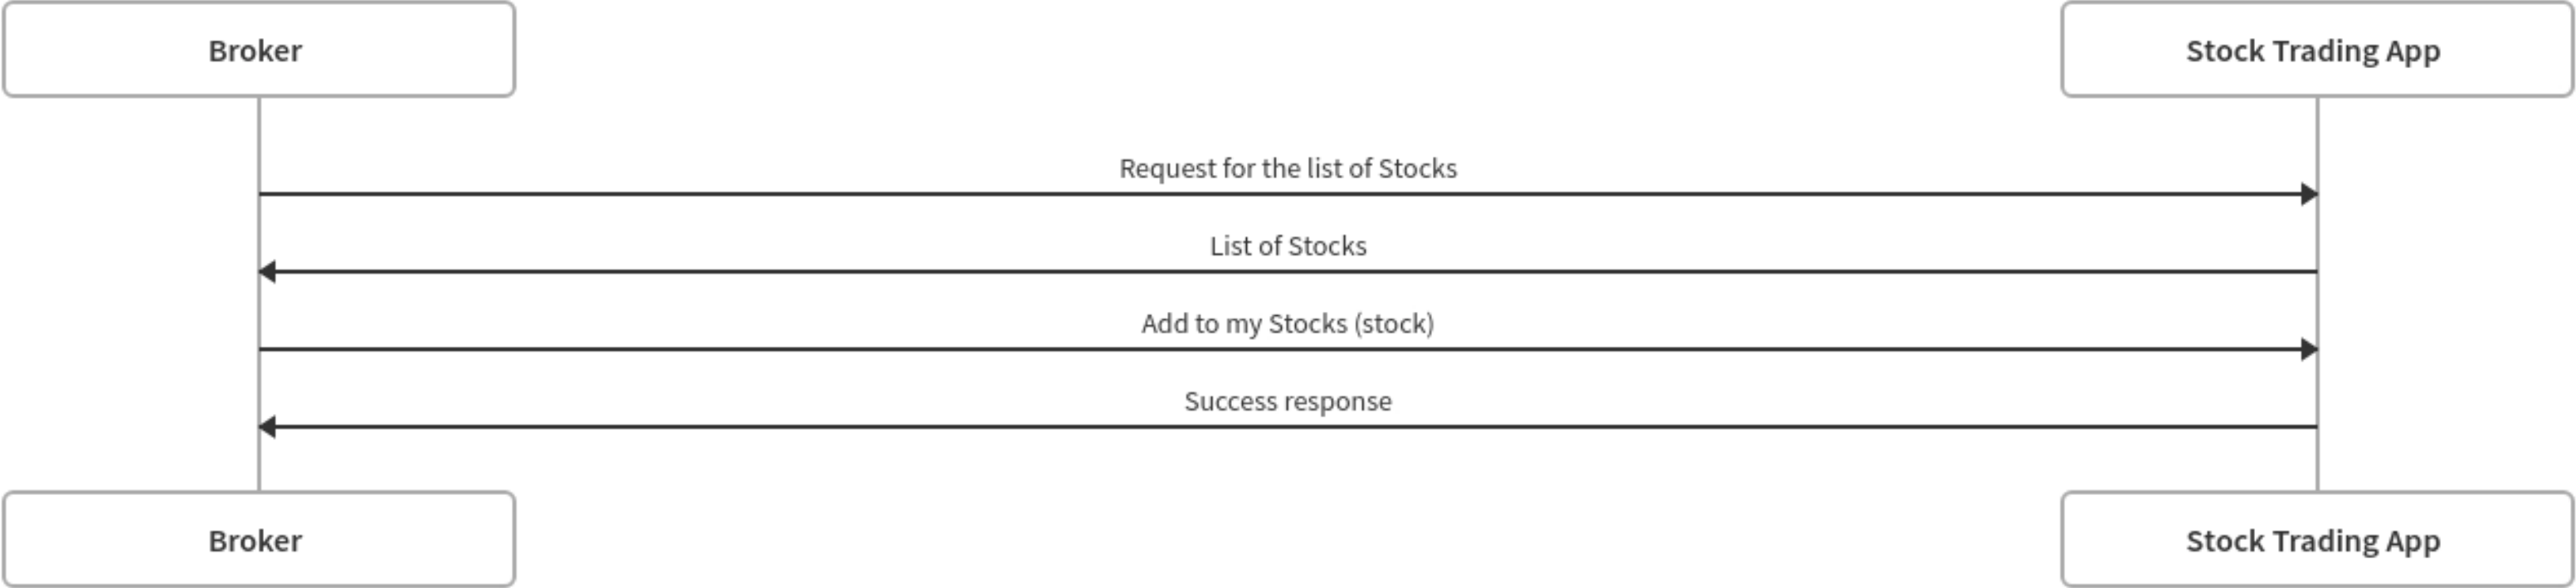 Broker
Stock Trading App
Request for the list of Stocks
List of Stocks
Add to my Stocks (stock)
Success response
Broker
Stock Trading App